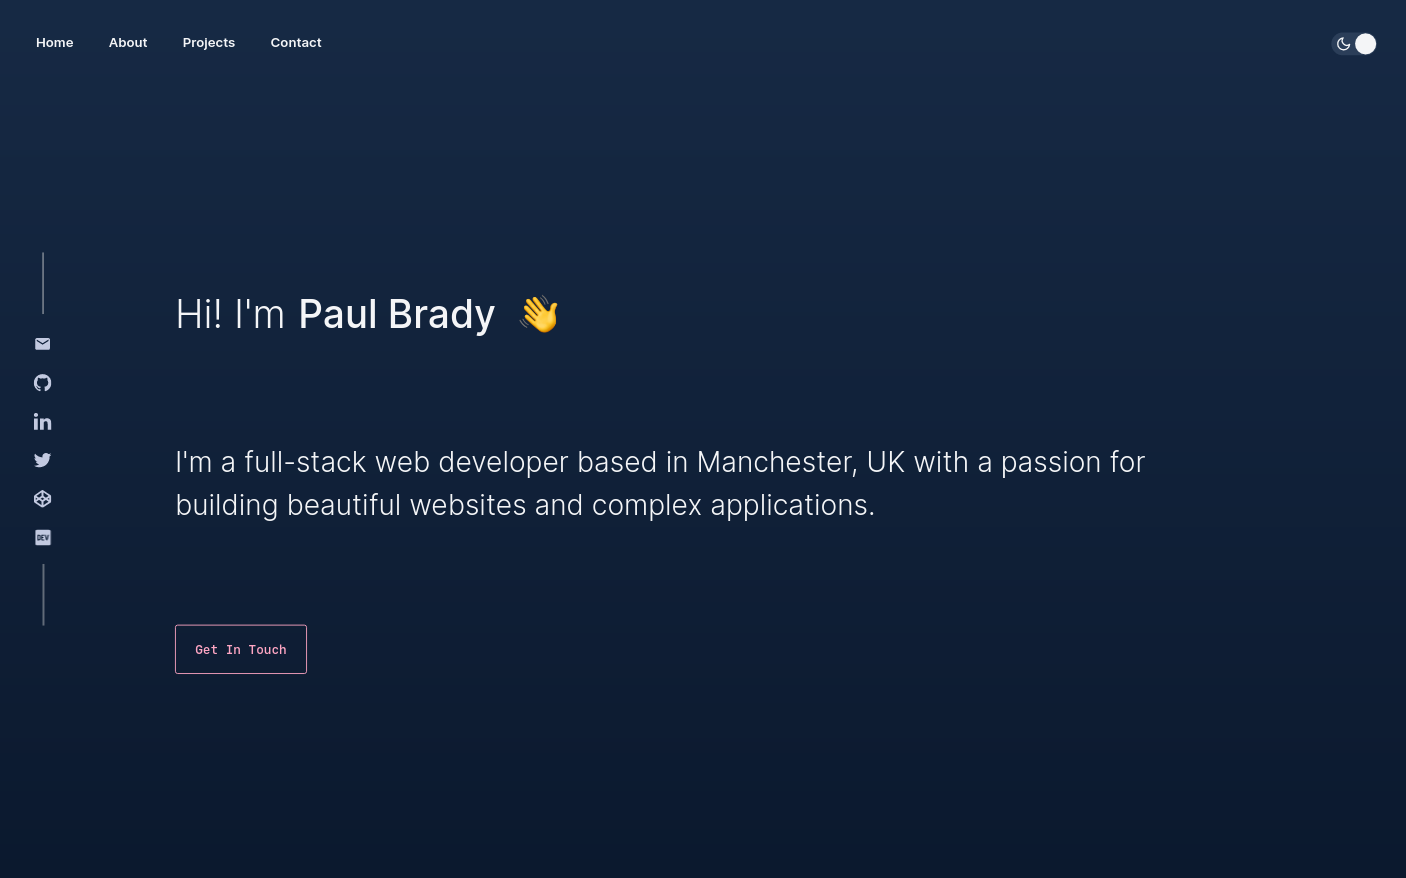 Home About Projects Contact
Hi! I'm Paul Brady 👋
I'm a full-stack web developer based in Manchester, UK with a passion for
building beautiful websites and complex applications.
DEV
Get In Touch